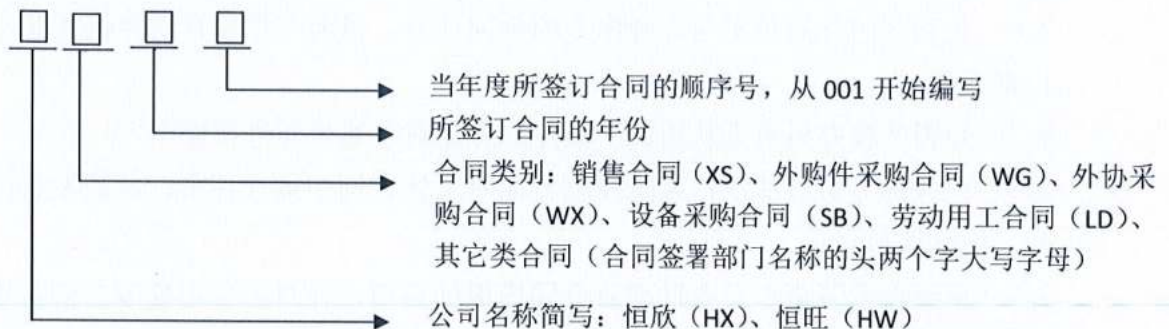 当年度所签订合同的顺序号，从 001 开始编写
所签订合同的年份
合同类别：销售合同（XS）、外购件采购合同（WG）、外协采
购合同（WX）、设备采购合同（SB）、劳动用工合同（LD）、
其它类合同（合同签署部门名称的头两个字大写字母）
公司名称简写：恒欣（HX）、恒旺（HW）